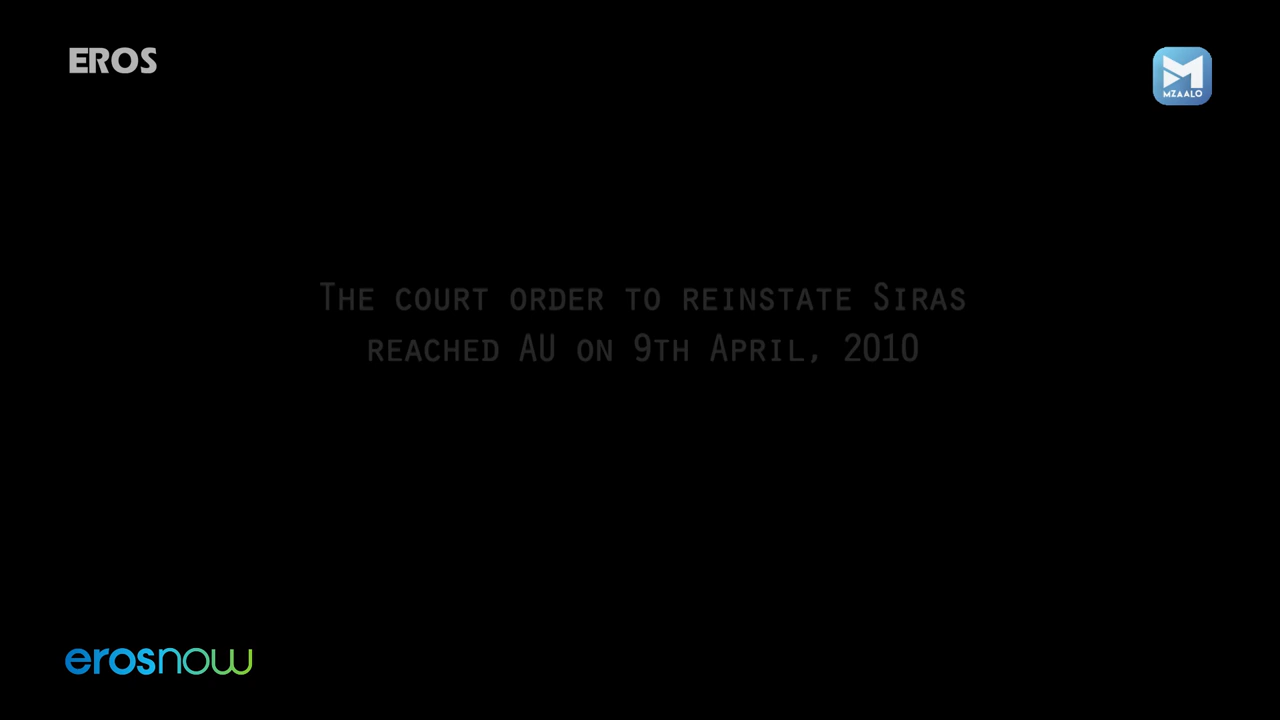 EROS
MZAALO
The court order to reinstate Siras
reached AU on 9th April, 2010
erosnow